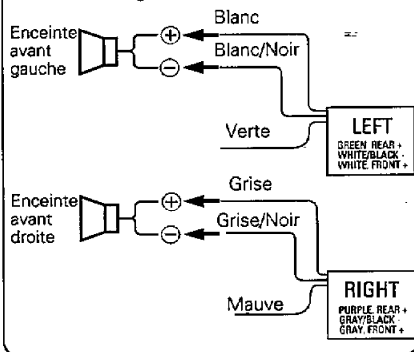 Blanc
Enceinte
avant
gauche
+
Blanc/Noir
−
Verte
LEFT
GREEN. REAR +
WHITE/BLACK -
WHITE. FRONT +
Grise
Enceinte
avant
droite
+
Grise/Noir
−
Mauve
RIGHT
PURPLE. REAR +
GRAY/BLACK -
GRAY. FRONT +